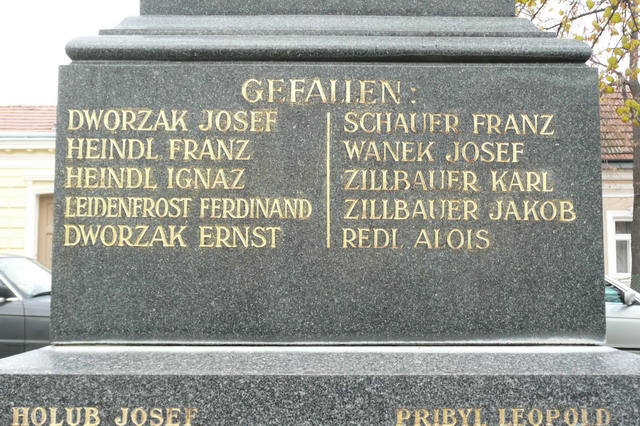 GEFALLEN:
DWORZAK JOSEF
HEINDL FRANZ
HEINDL IGNAZ
LEIDENFROST FERDINAND
DWORZAK ERNST
SCHAUER FRANZ
WANEK JOSEF
ZILLBAUER KARL
ZILLBAUER JAKOB
REDL ALOIS
HOLUB JOSEF
PRIBYL LEOPOLD